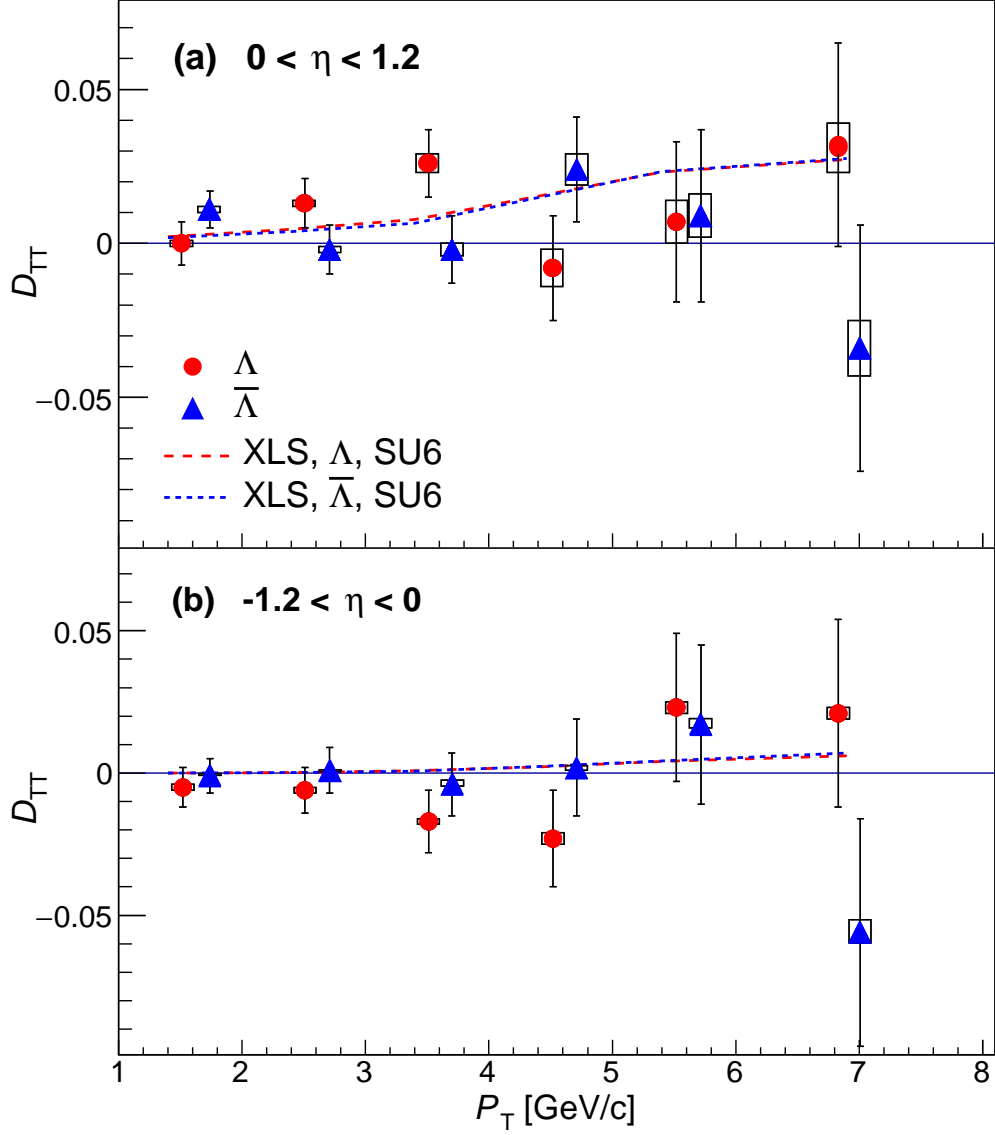 (a) 0 < η < 1.2
0.05
0
−0.05
D_TT
Λ
Λ̅
XLS, Λ, SU6
XLS, Λ̅, SU6
(b) -1.2 < η < 0
0.05
0
−0.05
D_TT
1 2 3 4 5 6 7 8
P_T [GeV/c]